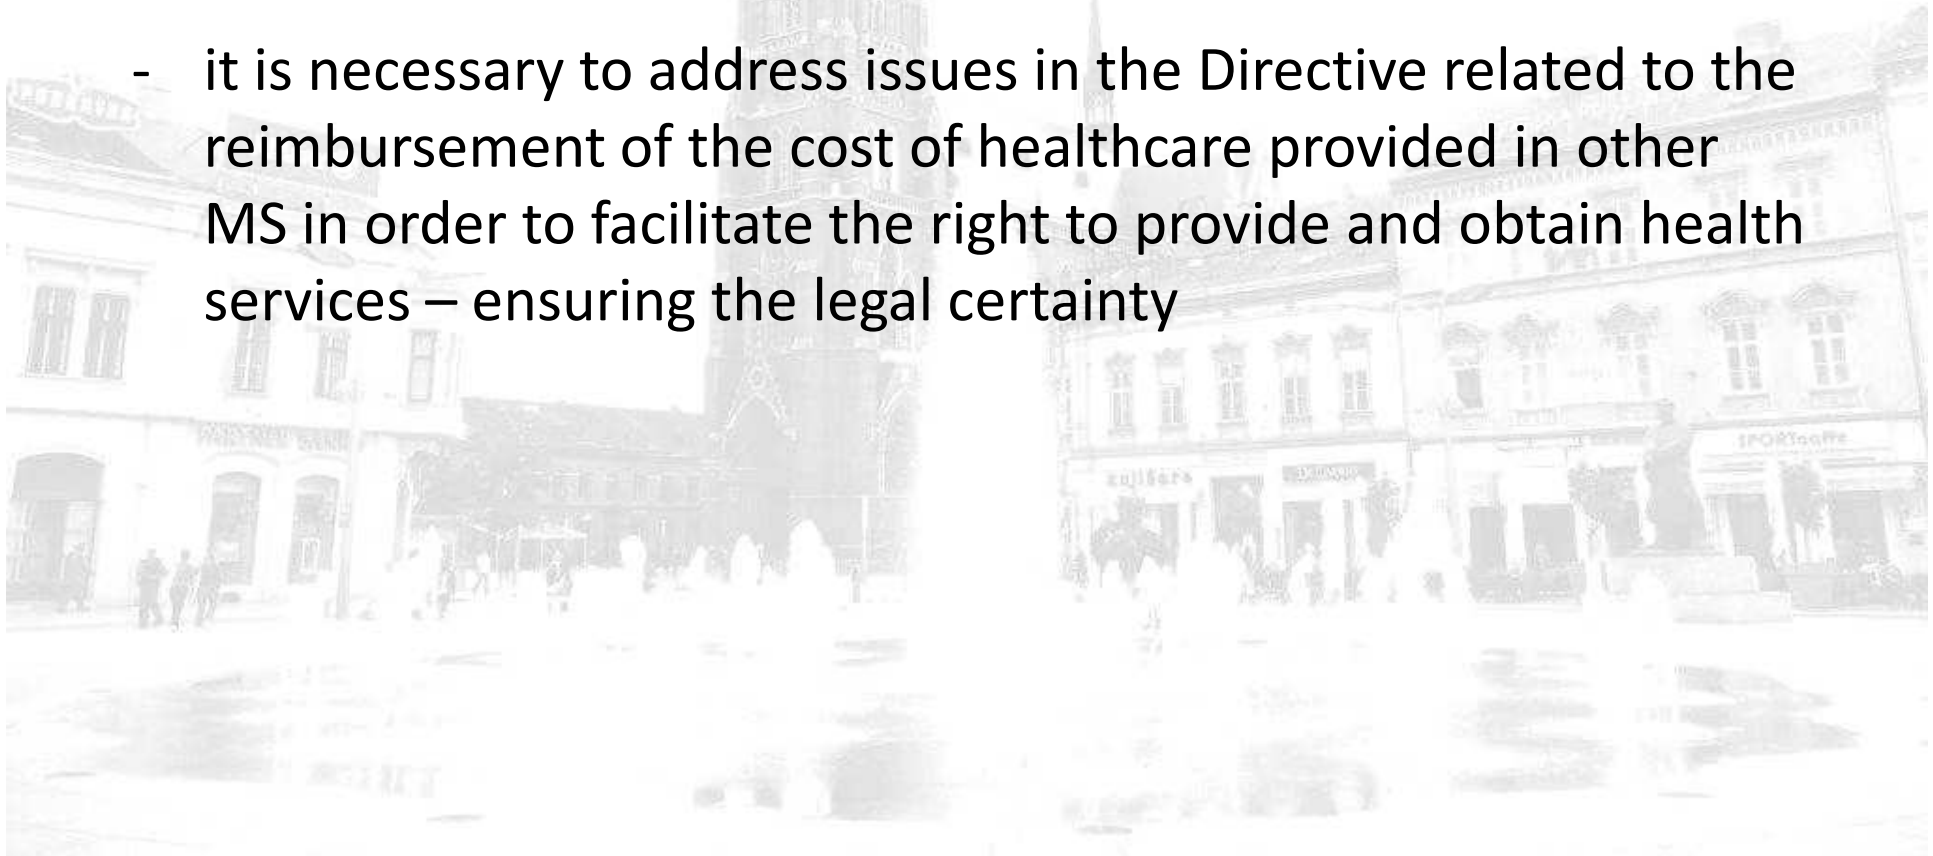 - it is necessary to address issues in the Directive related to the
reimbursement of the cost of healthcare provided in other
MS in order to facilitate the right to provide and obtain health
services – ensuring the legal certainty